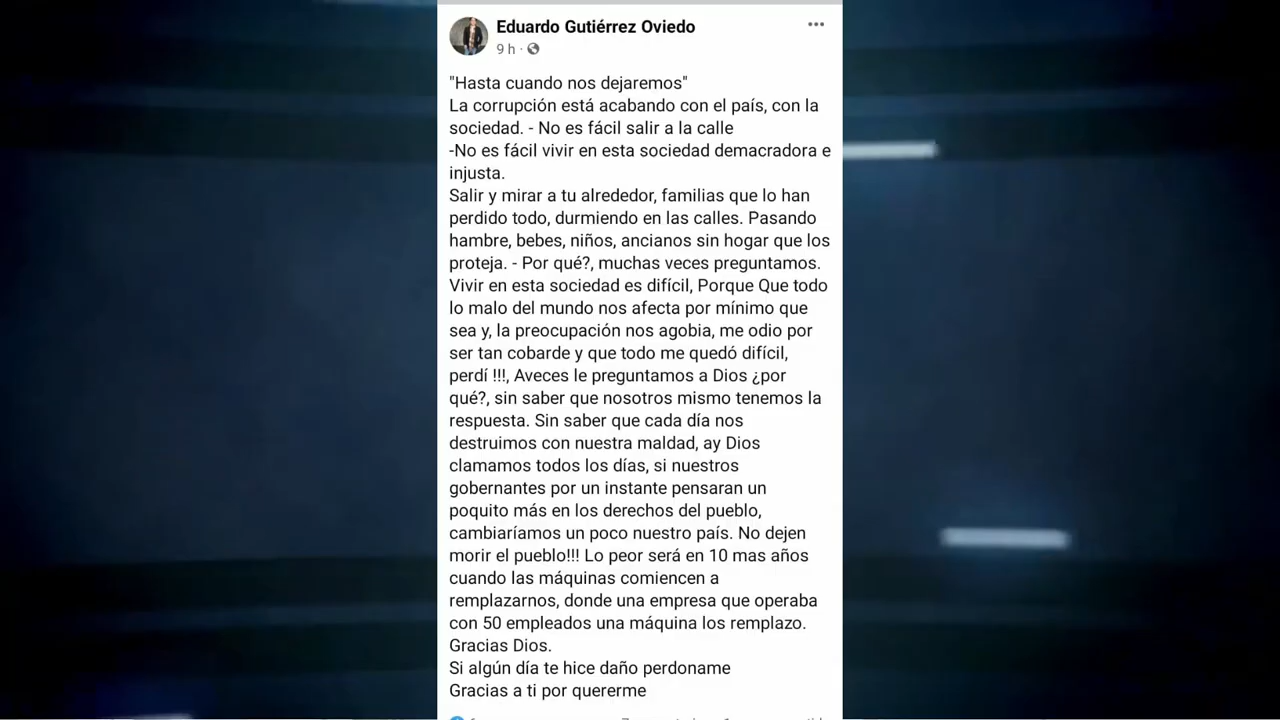 Eduardo Gutiérrez Oviedo
9 h
"Hasta cuando nos dejaremos"
La corrupción está acabando con el país, con la
sociedad. - No es fácil salir a la calle
-No es fácil vivir en esta sociedad demacradora e
injusta.
Salir y mirar a tu alrededor, familias que lo han
perdido todo, durmiendo en las calles. Pasando
hambre, bebes, niños, ancianos sin hogar que los
proteja. - Por qué?, muchas veces preguntamos.
Vivir en esta sociedad es difícil, Porque Que todo
lo malo del mundo nos afecta por mínimo que
sea y, la preocupación nos agobia, me odio por
ser tan cobarde y que todo me quedó difícil,
perdí !!!, Aveces le preguntamos a Dios ¿por
qué?, sin saber que nosotros mismo tenemos la
respuesta. Sin saber que cada día nos
destruimos con nuestra maldad, ay Dios
clamamos todos los días, si nuestros
gobernantes por un instante pensaran un
poquito más en los derechos del pueblo,
cambiaríamos un poco nuestro país. No dejen
morir el pueblo!!! Lo peor será en 10 mas años
cuando las máquinas comiencen a
remplazarnos, donde una empresa que operaba
con 50 empleados una máquina los remplazo.
Gracias Dios.
Si algún día te hice daño perdoname
Gracias a ti por quererme